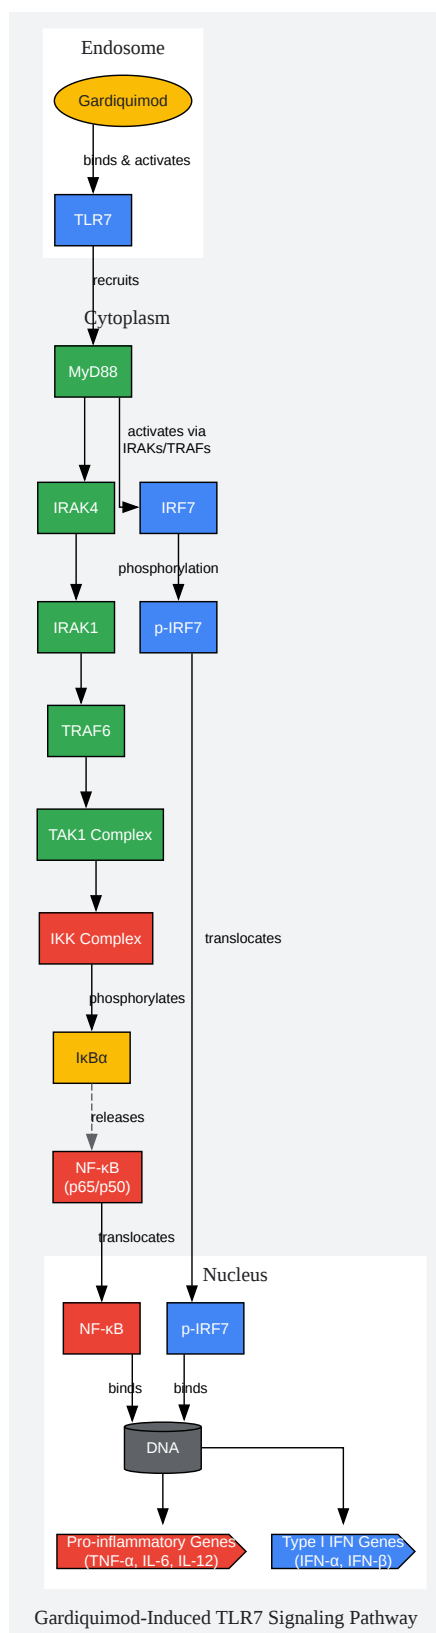 Endosome
Gardiquimod
binds & activates
TLR7
recruits
Cytoplasm
MyD88
activates via
IRAKs/TRAFs
IRAK4
IRF7
phosphorylation
IRAK1
p-IRF7
TRAF6
TAK1 Complex
IKK Complex
translocates
phosphorylates
IκBα
releases
NF-κB
(p65/p50)
translocates
Nucleus
NF-κB
p-IRF7
binds
binds
DNA
Pro-inflammatory Genes
(TNF-α, IL-6, IL-12)
Type I IFN Genes
(IFN-α, IFN-β)
Gardiquimod-Induced TLR7 Signaling Pathway